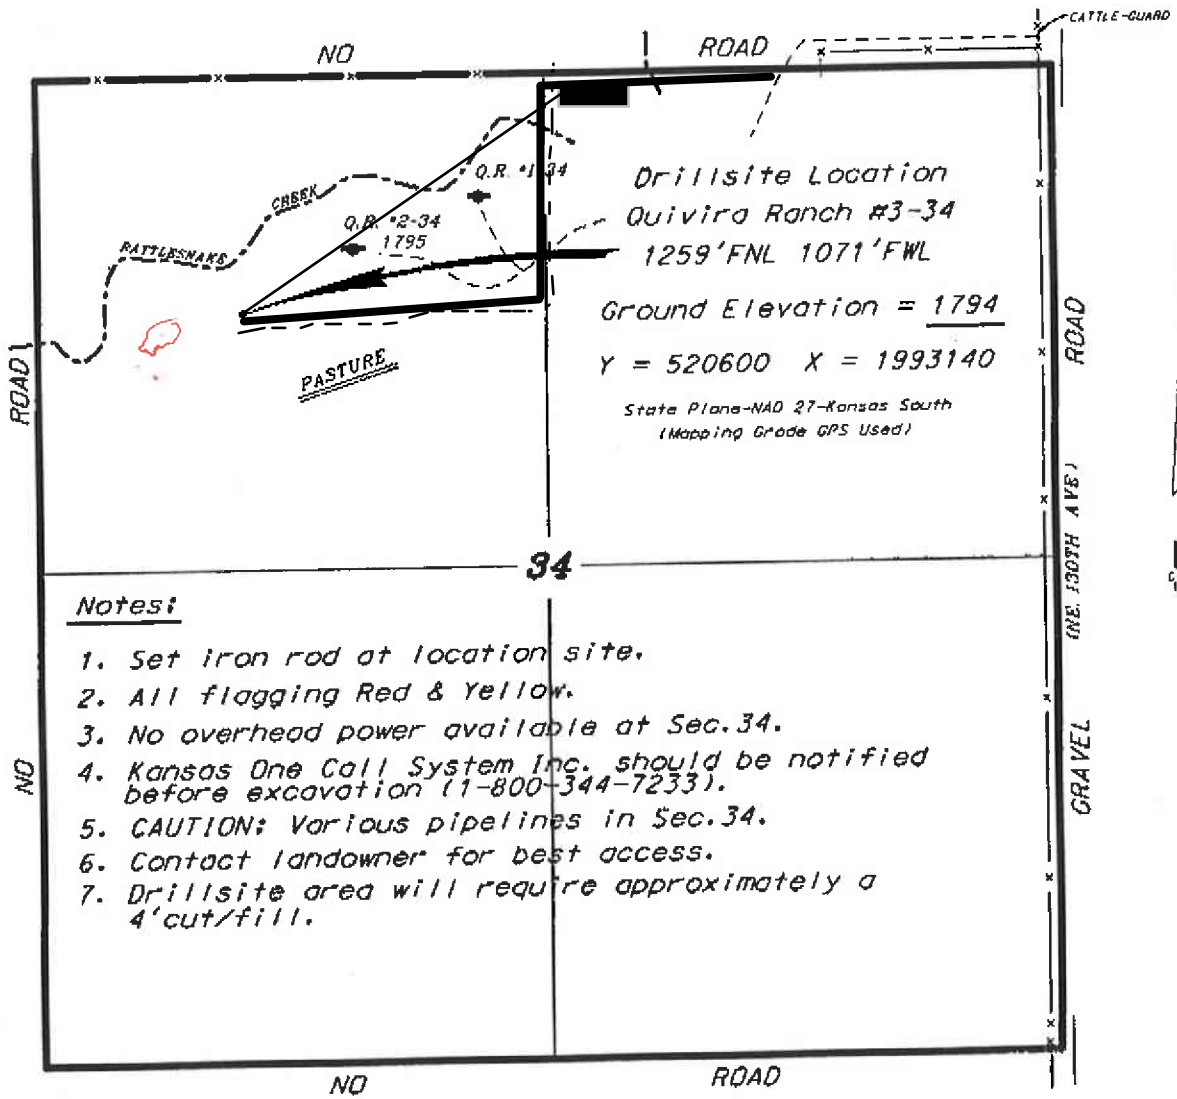 CATTLE-GUARD
NO ROAD
Q.R. #1-34
CREEK
Q.R. #2-34
1795
RATTLESNAKE
Drillsite Location
Quivira Ranch #3-34
1259'FNL 1071'FWL
Ground Elevation = 1794
Y = 520600 X = 1993140
State Plane-NAD 27-Kansas South
(Mapping Grade GPS Used)
PASTURE
ROAD
ROAD
(NE 130TH AVE)
34
Notes:
1. Set iron rod at location site.
2. All flagging Red & Yellow.
3. No overhead power available at Sec.34.
4. Kansas One Call System Inc. should be notified
before excavation (1-800-344-7233).
5. CAUTION: Various pipelines in Sec.34.
6. Contact landowner for best access.
7. Drillsite area will require approximately a
4'cut/fill.
NO
GRAVEL
NO ROAD